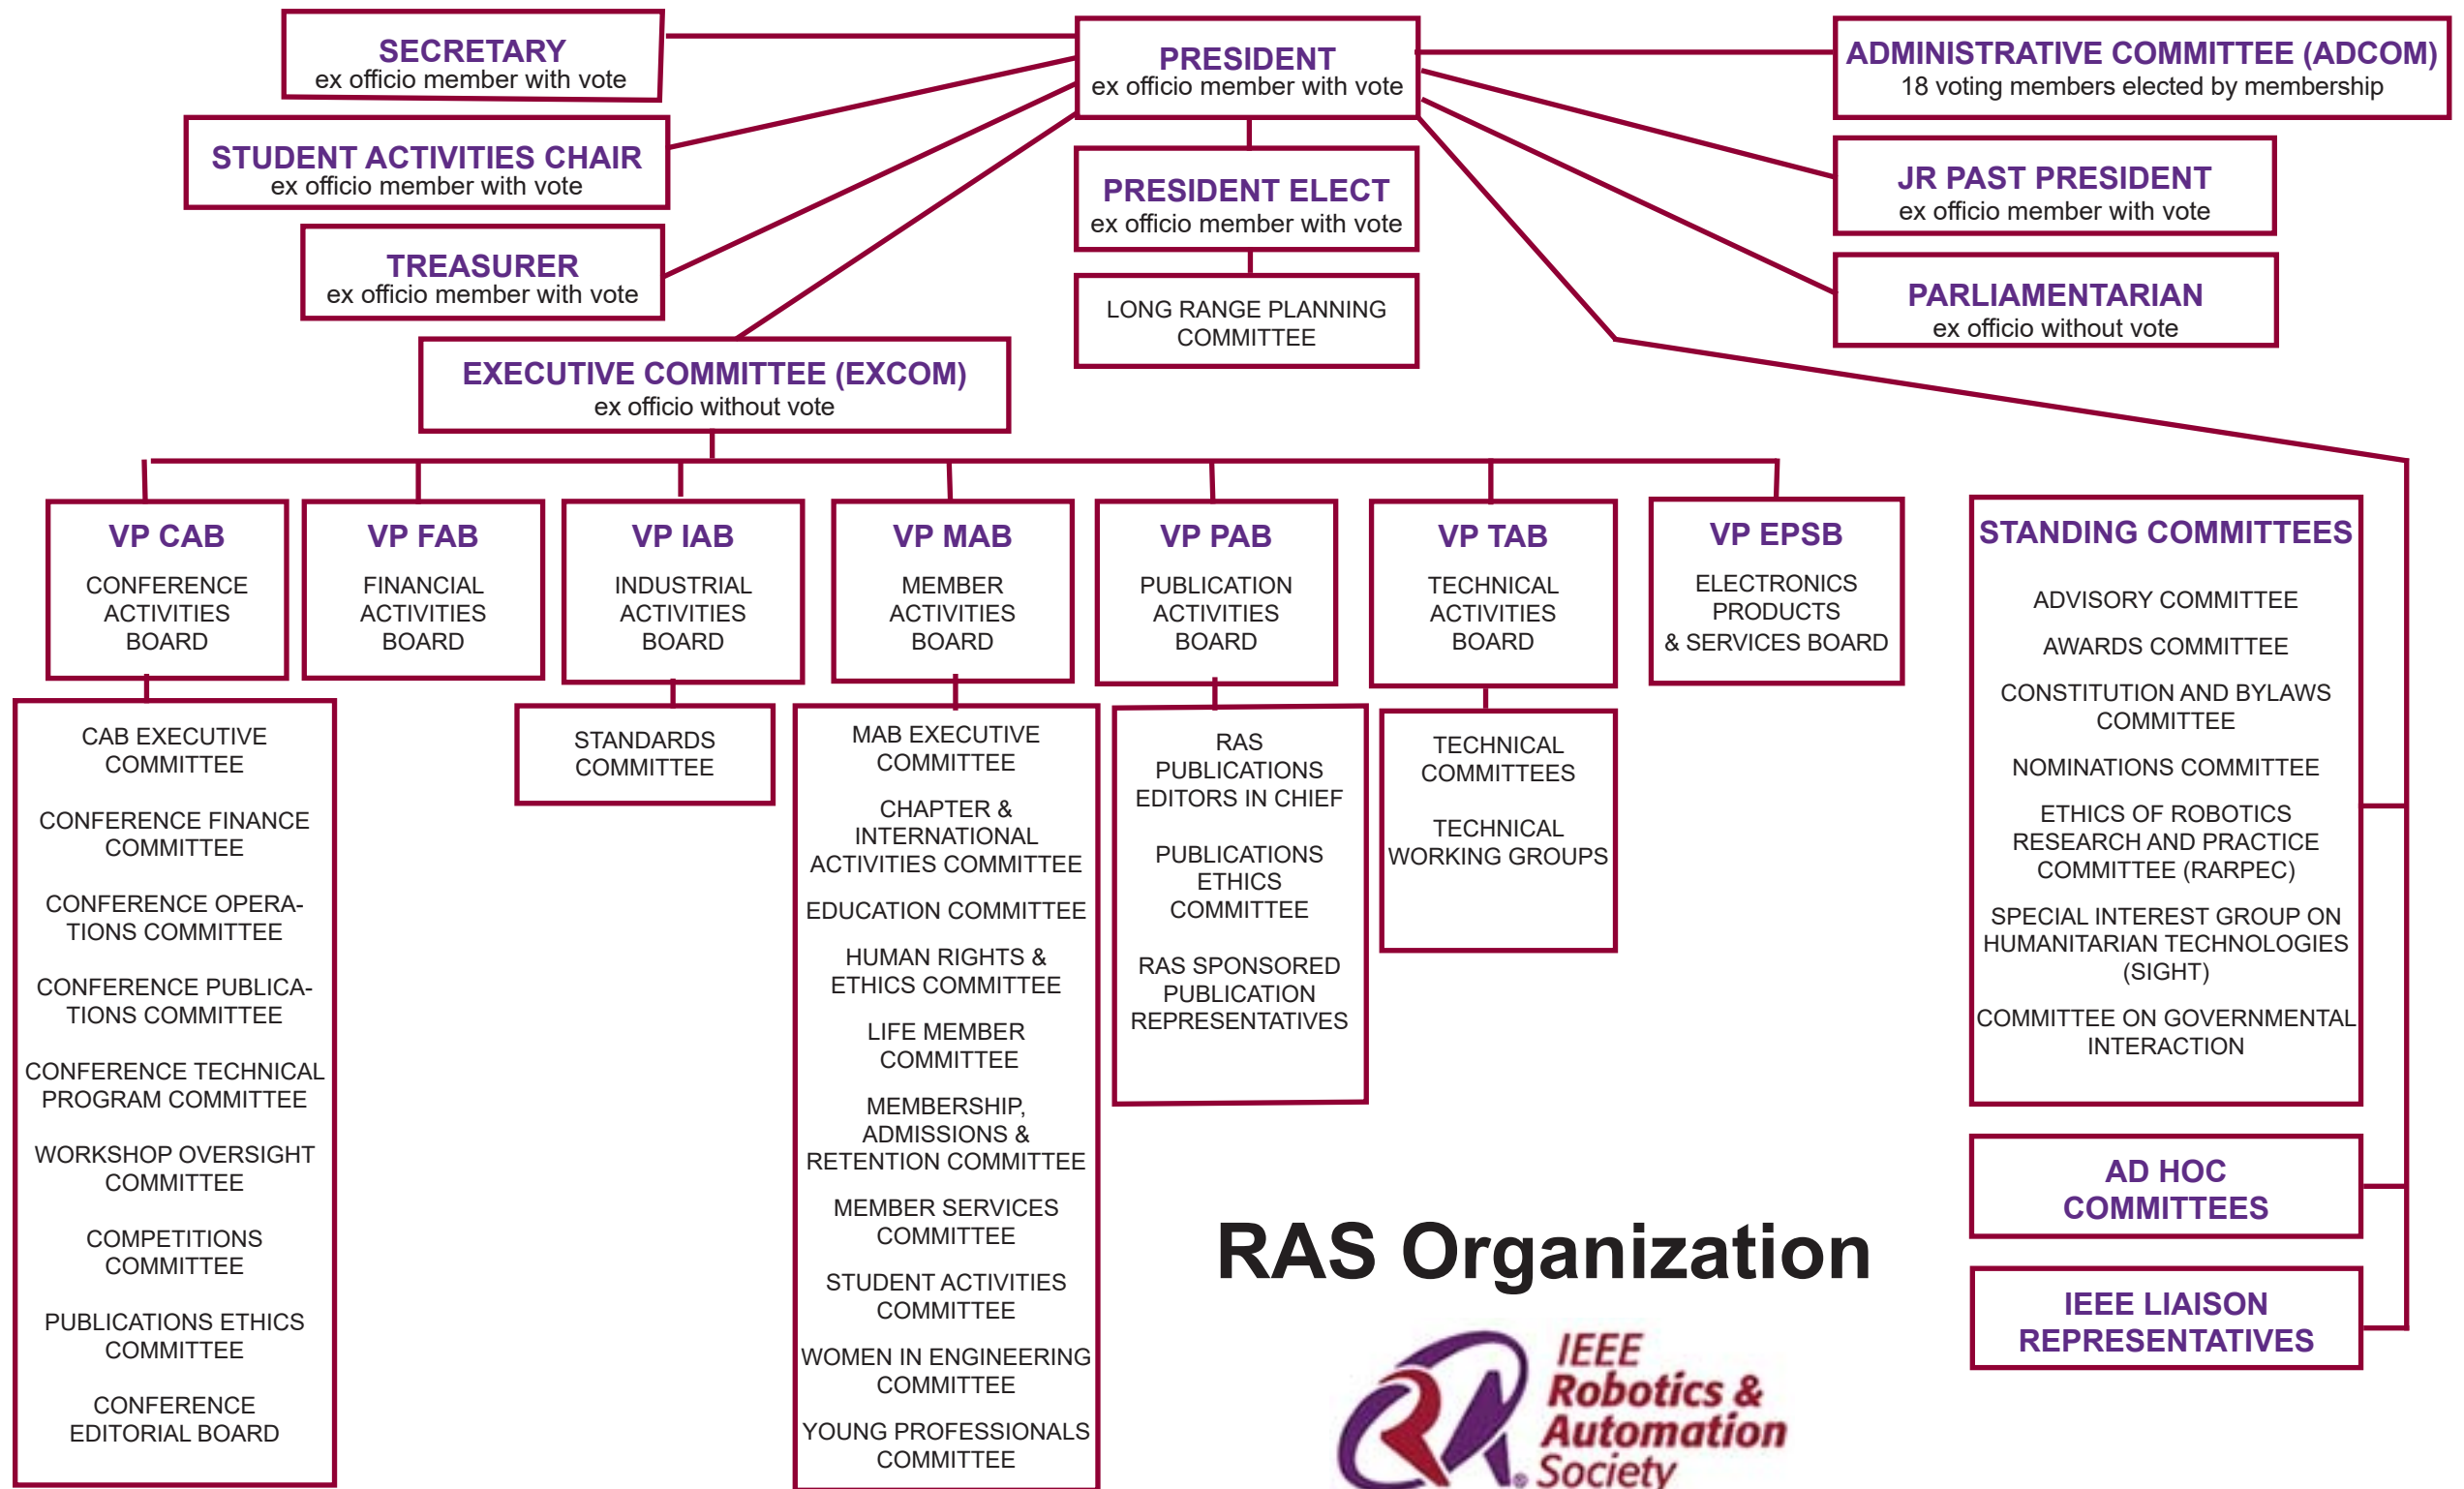 SECRETARY
ex officio member with vote
PRESIDENT
ex officio member with vote
ADMINISTRATIVE COMMITTEE (ADCOM)
18 voting members elected by membership
STUDENT ACTIVITIES CHAIR
ex officio member with vote
PRESIDENT ELECT
ex officio member with vote
JR PAST PRESIDENT
ex officio member with vote
TREASURER
ex officio member with vote
LONG RANGE PLANNING
COMMITTEE
PARLIAMENTARIAN
ex officio without vote
EXECUTIVE COMMITTEE (EXCOM)
ex officio without vote
VP CAB
CONFERENCE
ACTIVITIES
BOARD
VP FAB
FINANCIAL
ACTIVITIES
BOARD
VP IAB
INDUSTRIAL
ACTIVITIES
BOARD
VP MAB
MEMBER
ACTIVITIES
BOARD
VP PAB
PUBLICATION
ACTIVITIES
BOARD
VP TAB
TECHNICAL
ACTIVITIES
BOARD
VP EPSB
ELECTRONICS
PRODUCTS
& SERVICES BOARD
CAB EXECUTIVE
COMMITTEE
CONFERENCE FINANCE
COMMITTEE
CONFERENCE OPERA-
TIONS COMMITTEE
CONFERENCE PUBLICA-
TIONS COMMITTEE
CONFERENCE TECHNICAL
PROGRAM COMMITTEE
WORKSHOP OVERSIGHT
COMMITTEE
COMPETITIONS
COMMITTEE
PUBLICATIONS ETHICS
COMMITTEE
CONFERENCE
EDITORIAL BOARD
STANDARDS
COMMITTEE
MAB EXECUTIVE
COMMITTEE
CHAPTER &
INTERNATIONAL
ACTIVITIES COMMITTEE
EDUCATION COMMITTEE
HUMAN RIGHTS &
ETHICS COMMITTEE
LIFE MEMBER
COMMITTEE
MEMBERSHIP,
ADMISSIONS &
RETENTION COMMITTEE
MEMBER SERVICES
COMMITTEE
STUDENT ACTIVITIES
COMMITTEE
WOMEN IN ENGINEERING
COMMITTEE
YOUNG PROFESSIONALS
COMMITTEE
RAS
PUBLICATIONS
EDITORS IN CHIEF
PUBLICATIONS
ETHICS
COMMITTEE
RAS SPONSORED
PUBLICATION
REPRESENTATIVES
TECHNICAL
COMMITTEES
TECHNICAL
WORKING GROUPS
STANDING COMMITTEES
ADVISORY COMMITTEE
AWARDS COMMITTEE
CONSTITUTION AND BYLAWS
COMMITTEE
NOMINATIONS COMMITTEE
ETHICS OF ROBOTICS
RESEARCH AND PRACTICE
COMMITTEE (RARPEC)
SPECIAL INTEREST GROUP ON
HUMANITARIAN TECHNOLOGIES
(SIGHT)
COMMITTEE ON GOVERNMENTAL
INTERACTION
AD HOC
COMMITTEES
IEEE LIAISON
REPRESENTATIVES
RAS Organization
RA
®
IEEE
Robotics &
Automation
Society